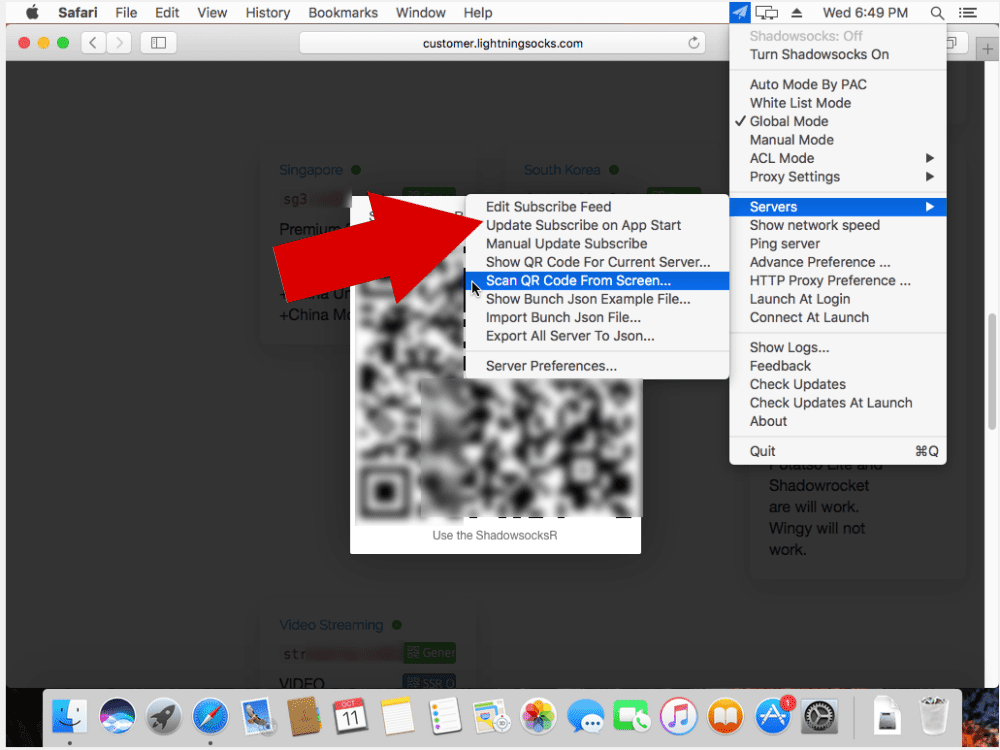 Safari File Edit View History Bookmarks Window Help Wed 6:49 PM
customer.lightningsocks.com
Shadowsocks: Off
Turn Shadowsocks On
Auto Mode By PAC
White List Mode
✓ Global Mode
Manual Mode
ACL Mode
Proxy Settings
Servers
Show network speed
Ping server
Advance Preference ...
HTTP Proxy Preference ...
Launch At Login
Connect At Launch
Show Logs...
Feedback
Check Updates
Check Updates At Launch
About
Quit ⌘Q
Edit Subscribe Feed
Update Subscribe on App Start
Manual Update Subscribe
Show QR Code For Current Server...
Scan QR Code From Screen...
Show Bunch Json Example File...
Import Bunch Json File...
Export All Server To Json...
Server Preferences...
Singapore
South Korea
sg3
Premium
+China
+China
Use the ShadowsocksR
Potatso Lite and
Shadowrocket
are will work.
Wingy will not
work.
Video Streaming
str
Gener
VIDEO
SSR
OCT
11
1